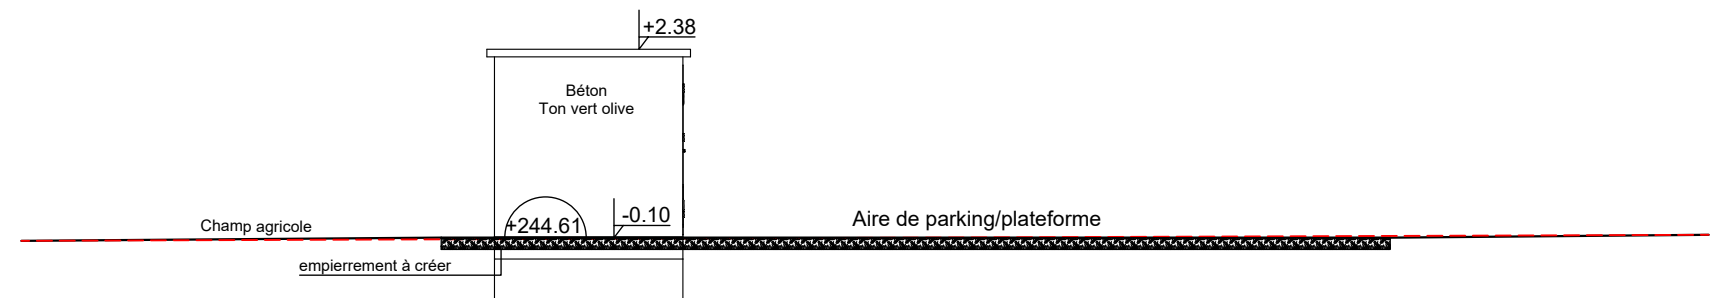 +2.38
Béton
Ton vert olive
Champ agricole
+244.61
-0.10
Aire de parking/plateforme
empierrement à créer